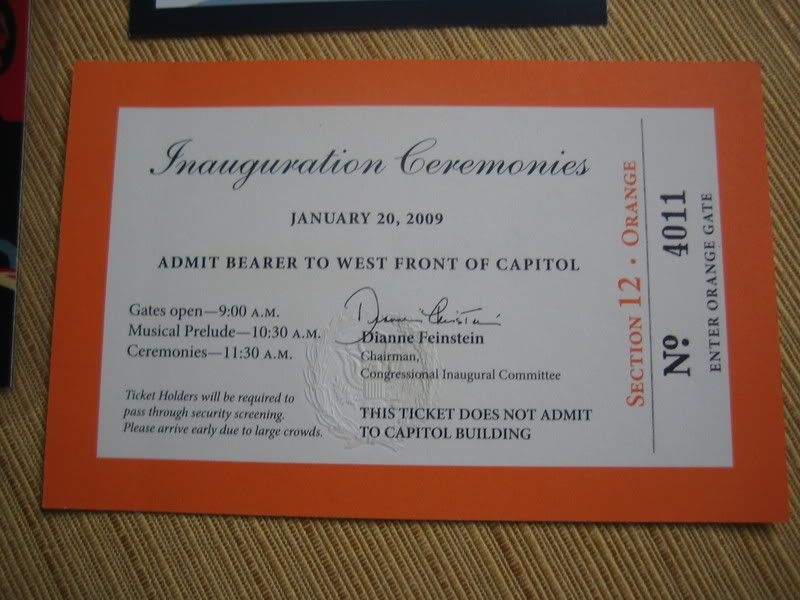 Inauguration Ceremonies
JANUARY 20, 2009
ADMIT BEARER TO WEST FRONT OF CAPITOL
Gates open—9:00 A.M.
Musical Prelude—10:30 A.M.
Ceremonies—11:30 A.M.
Ticket Holders will be required to
pass through security screening.
Please arrive early due to large crowds.
Dianne Feinstein
Dianne Feinstein
Chairman,
Congressional Inaugural Committee
THIS TICKET DOES NOT ADMIT
TO CAPITOL BUILDING
SECTION 12 · ORANGE
Nº 4011
ENTER ORANGE GATE